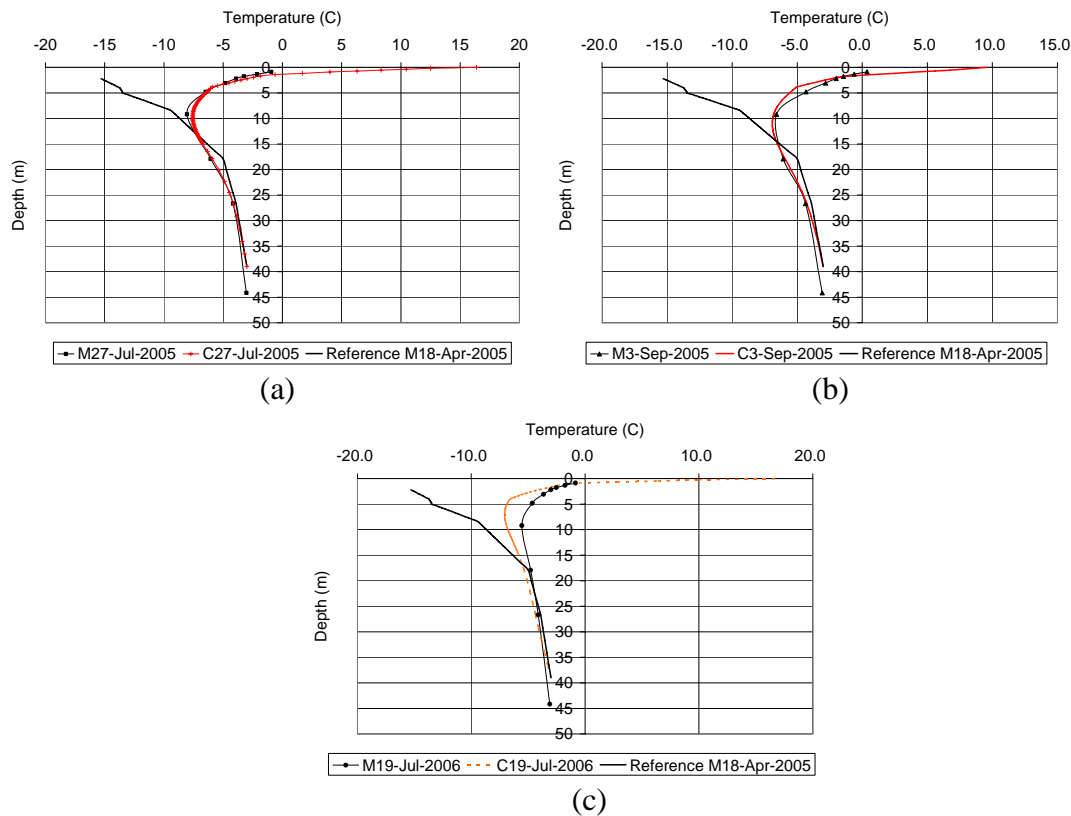 Temperature (C)
-20 -15 -10 -5 0 5 10 15 20
0
5
10
15
20
25
30
35
40
45
50
Depth (m)
M27-Jul-2005 C27-Jul-2005 Reference M18-Apr-2005
(a)
Temperature (C)
-20.0 -15.0 -10.0 -5.0 0.0 5.0 10.0 15.0
0
5
10
15
20
25
30
35
40
45
50
Depth (m)
M3-Sep-2005 C3-Sep-2005 Reference M18-Apr-2005
(b)
Temperature (C)
-20.0 -10.0 0.0 10.0 20.0
0
5
10
15
20
25
30
35
40
45
50
Depth (m)
M19-Jul-2006 C19-Jul-2006 Reference M18-Apr-2005
(c)